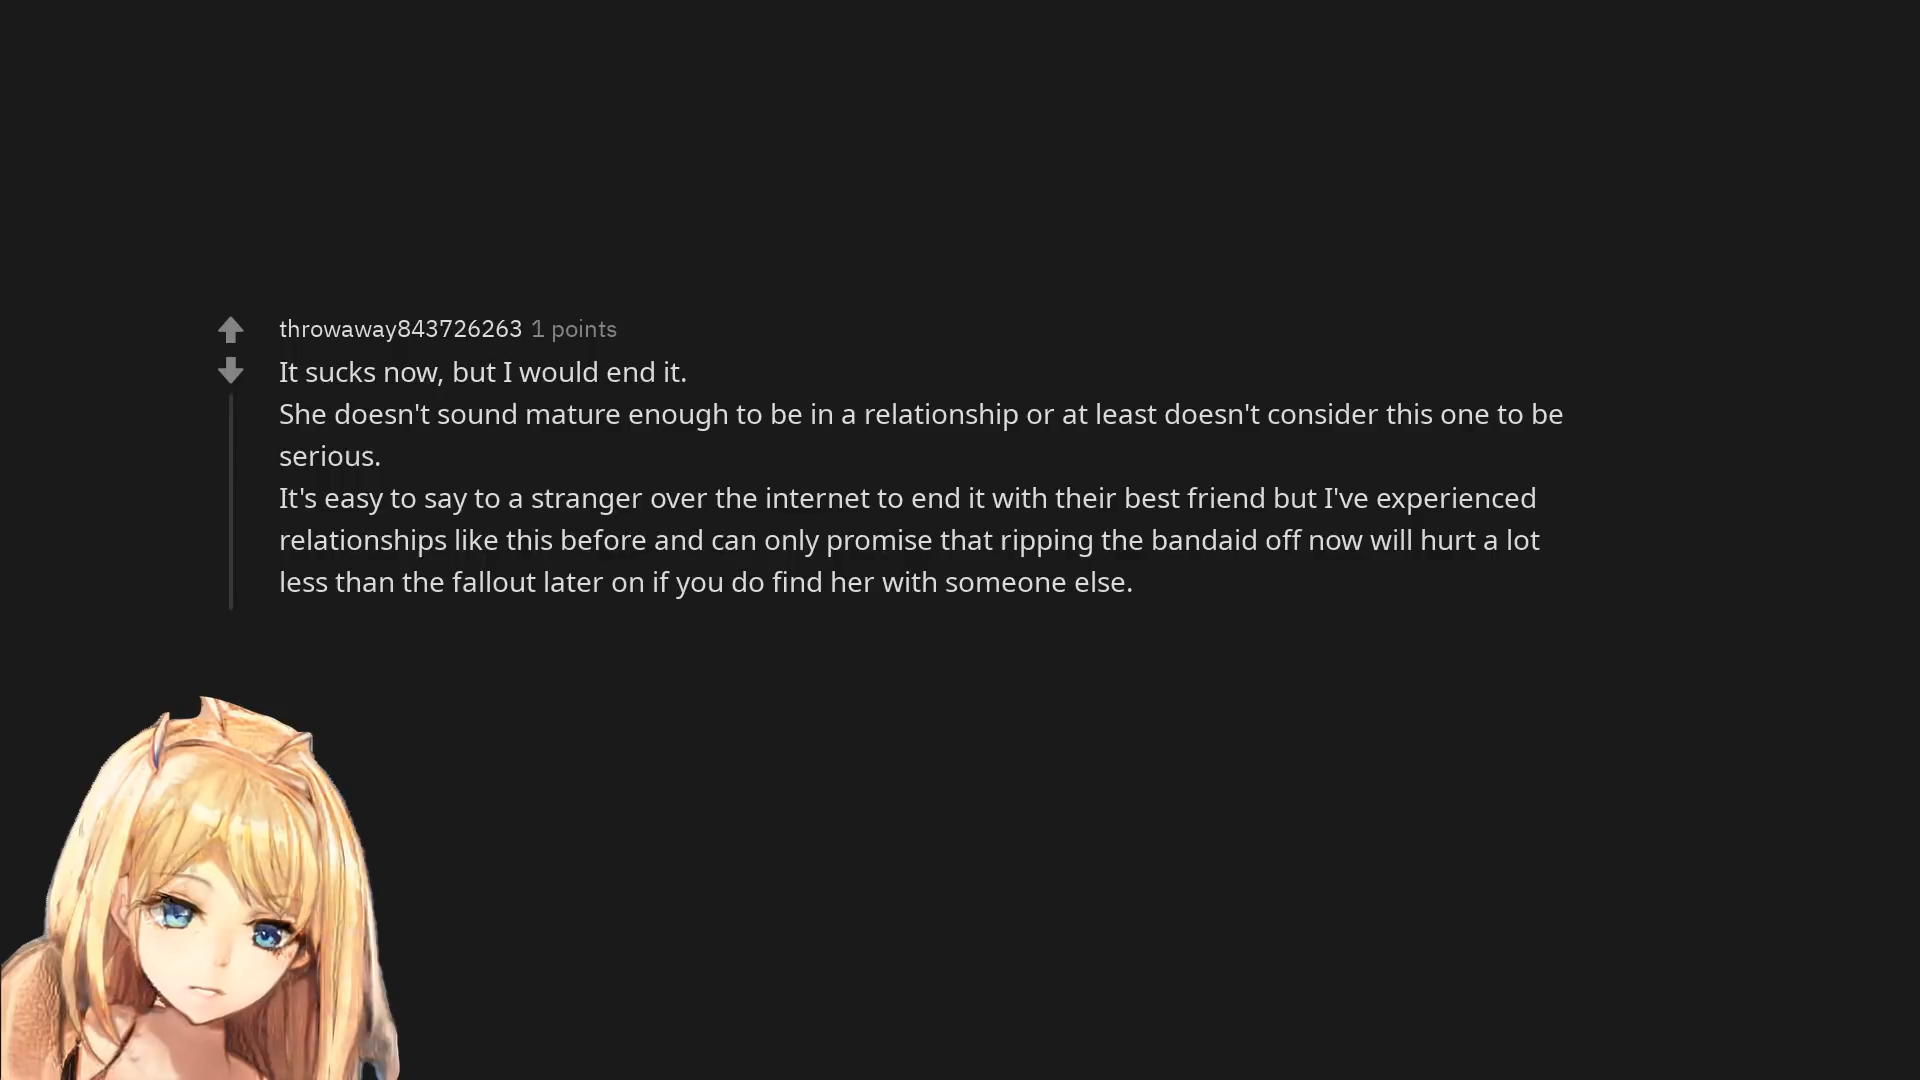 throwaway843726263 1 points
It sucks now, but I would end it.
She doesn't sound mature enough to be in a relationship or at least doesn't consider this one to be
serious.
It's easy to say to a stranger over the internet to end it with their best friend but I've experienced
relationships like this before and can only promise that ripping the bandaid off now will hurt a lot
less than the fallout later on if you do find her with someone else.